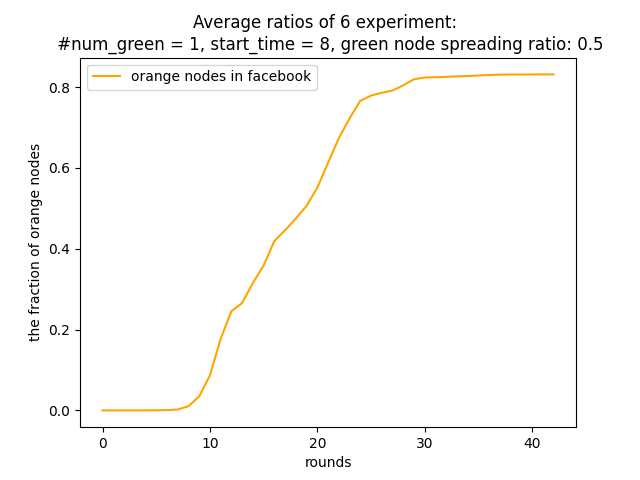 Average ratios of 6 experiment:
#num_green = 1, start_time = 8, green node spreading ratio: 0.5
orange nodes in facebook
the fraction of orange nodes
0.8
0.6
0.4
0.2
0.0
0 10 20 30 40
rounds